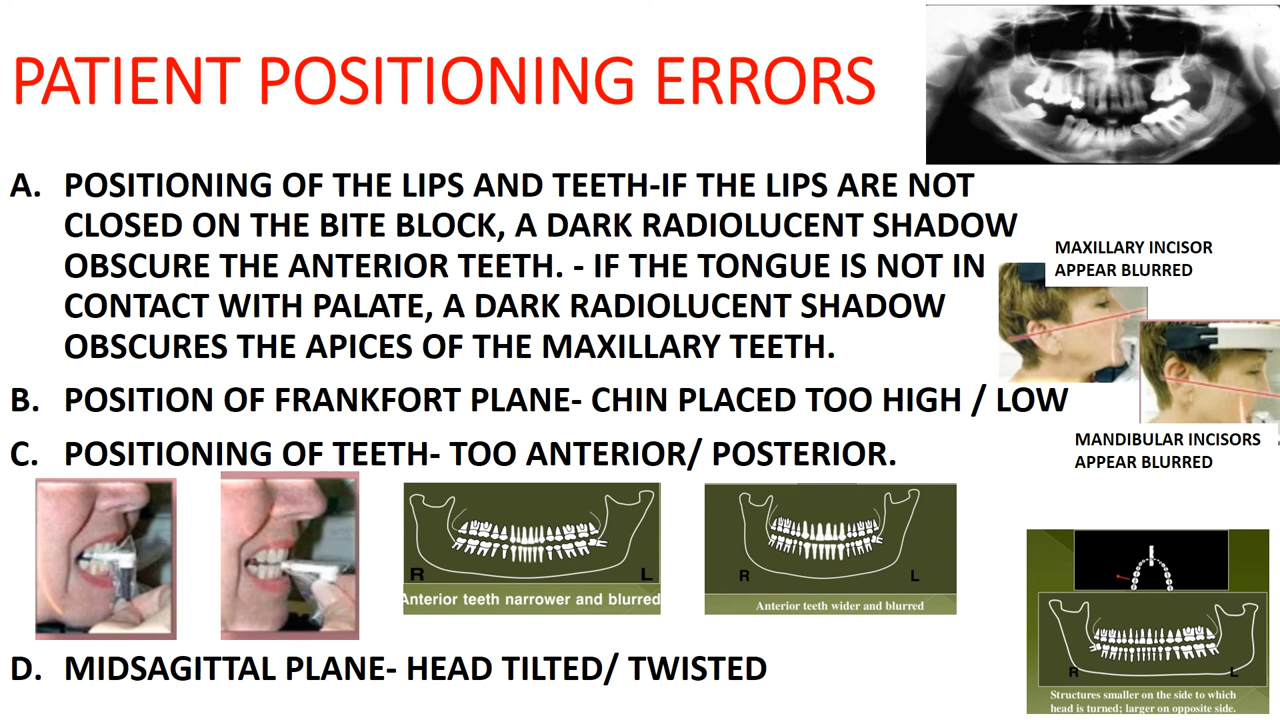 PATIENT POSITIONING ERRORS
A. POSITIONING OF THE LIPS AND TEETH-IF THE LIPS ARE NOT
CLOSED ON THE BITE BLOCK, A DARK RADIOLUCENT SHADOW
OBSCURE THE ANTERIOR TEETH. - IF THE TONGUE IS NOT IN
CONTACT WITH PALATE, A DARK RADIOLUCENT SHADOW
OBSCURES THE APICES OF THE MAXILLARY TEETH.
MAXILLARY INCISOR
APPEAR BLURRED
B. POSITION OF FRANKFORT PLANE- CHIN PLACED TOO HIGH / LOW
MANDIBULAR INCISORS
APPEAR BLURRED
C. POSITIONING OF TEETH- TOO ANTERIOR/ POSTERIOR.
R L
Anterior teeth narrower and blurred
R L
Anterior teeth wider and blurred
R L
Structures smaller on the side to which
head is turned; larger on opposite side.
D. MIDSAGITTAL PLANE- HEAD TILTED/ TWISTED